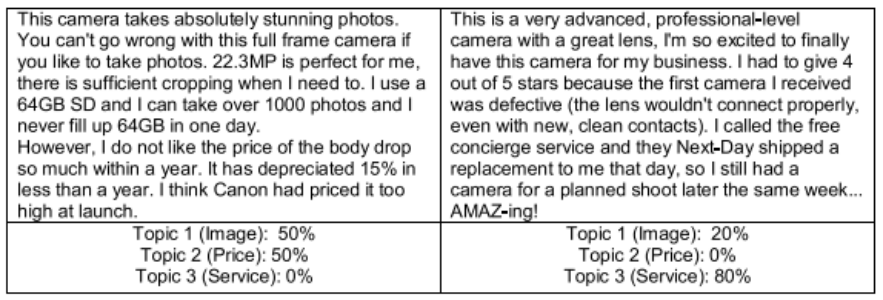 This camera takes absolutely stunning photos.
You can't go wrong with this full frame camera if
you like to take photos. 22.3MP is perfect for me,
there is sufficient cropping when I need to. I use a
64GB SD and I can take over 1000 photos and I
never fill up 64GB in one day.
However, I do not like the price of the body drop
so much within a year. It has depreciated 15% in
less than a year. I think Canon had priced it too
high at launch.
Topic 1 (Image): 50%
Topic 2 (Price): 50%
Topic 3 (Service): 0%
This is a very advanced, professional-level
camera with a great lens, I'm so excited to finally
have this camera for my business. I had to give 4
out of 5 stars because the first camera I received
was defective (the lens wouldn't connect properly,
even with new, clean contacts). I called the free
concierge service and they Next-Day shipped a
replacement to me that day, so I still had a
camera for a planned shoot later the same week...
AMAZ-ing!
Topic 1 (Image): 20%
Topic 2 (Price): 0%
Topic 3 (Service): 80%